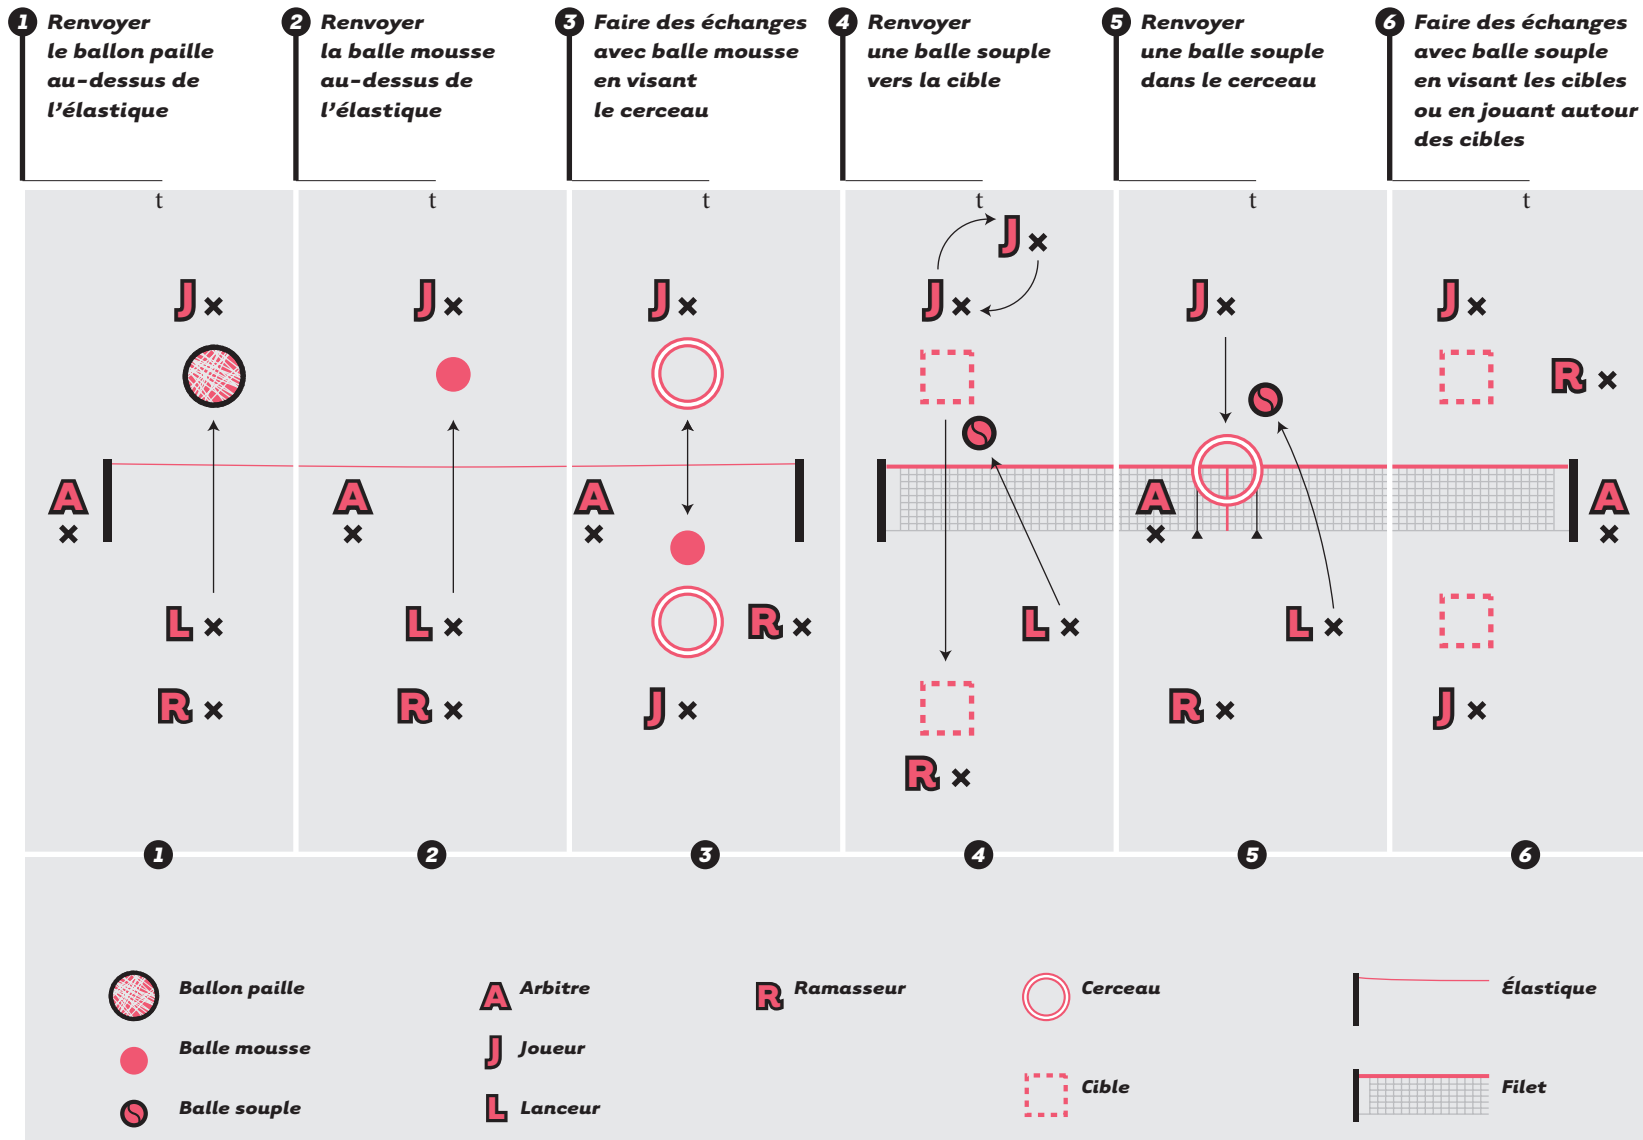 1 Renvoyer
le ballon paille
au-dessus de
l'élastique
2 Renvoyer
la balle mousse
au-dessus de
l'élastique
3 Faire des échanges
avec balle mousse
en visant
le cerceau
4 Renvoyer
une balle souple
vers la cible
5 Renvoyer
une balle souple
dans le cerceau
6 Faire des échanges
avec balle souple
en visant les cibles
ou en jouant autour
des cibles
t t t t t t
J
J J J J J J
R
A A A A A
L L R L L
R R J R J
R
1 2 3 4 5 6
Ballon paille
Balle mousse
Balle souple
A Arbitre
J Joueur
L Lanceur
R Ramasseur
Cerceau
Cible
Élastique
Filet